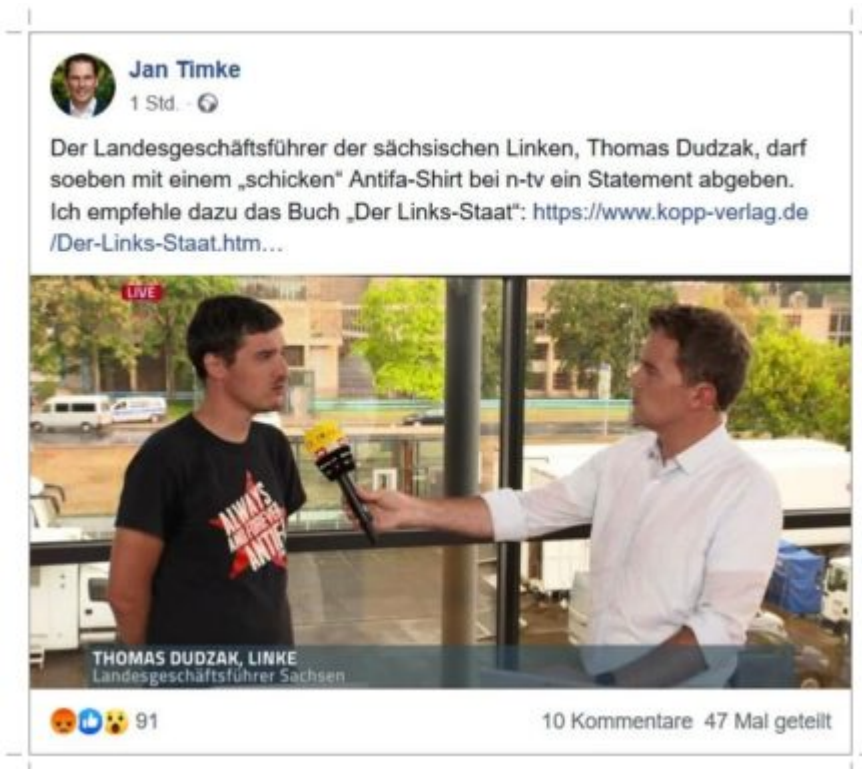 Jan Timke
1 Std. ·
Der Landesgeschäftsführer der sächsischen Linken, Thomas Dudzak, darf
soeben mit einem „schicken“ Antifa-Shirt bei n-tv ein Statement abgeben.
Ich empfehle dazu das Buch „Der Links-Staat“: https://www.kopp-verlag.de
/Der-Links-Staat.htm…
LIVE
ALWAYS
AND FOREVER
THOMAS DUDZAK, LINKE
Landesgeschäftsführer Sachsen
91
10 Kommentare 47 Mal geteilt